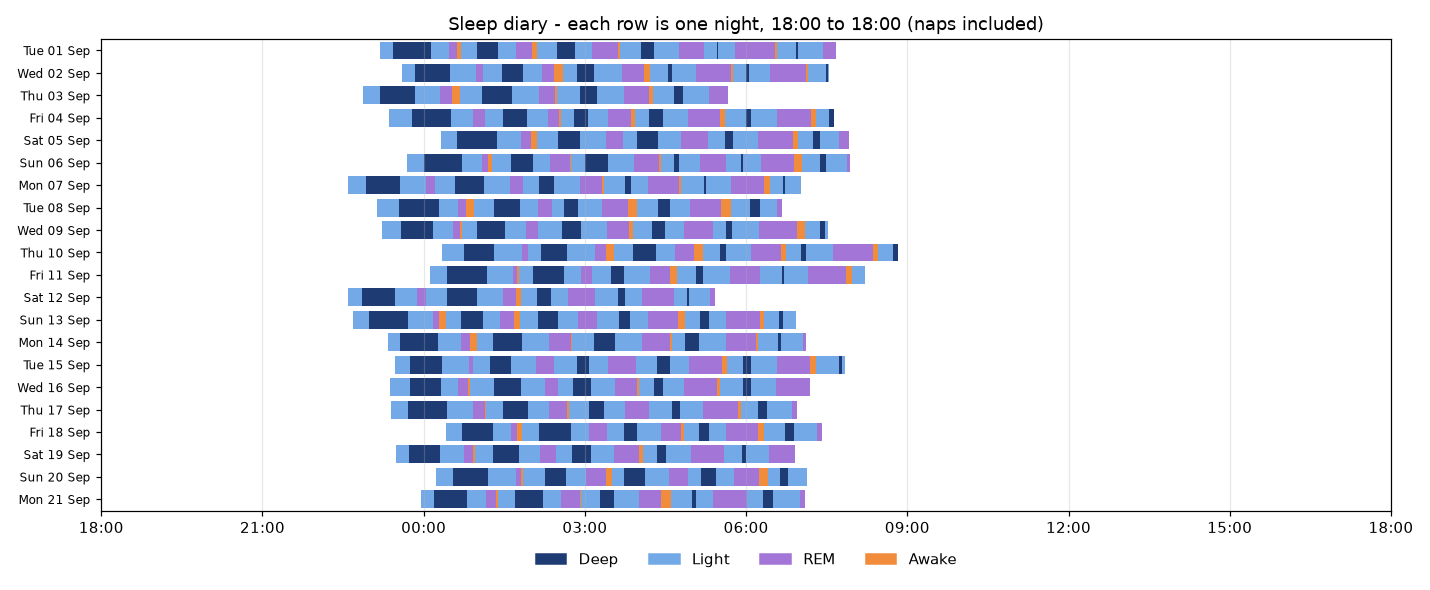 Sleep diary - each row is one night, 18:00 to 18:00 (naps included)
Tue 01 Sep
Wed 02 Sep
Thu 03 Sep
Fri 04 Sep
Sat 05 Sep
Sun 06 Sep
Mon 07 Sep
Tue 08 Sep
Wed 09 Sep
Thu 10 Sep
Fri 11 Sep
Sat 12 Sep
Sun 13 Sep
Mon 14 Sep
Tue 15 Sep
Wed 16 Sep
Thu 17 Sep
Fri 18 Sep
Sat 19 Sep
Sun 20 Sep
Mon 21 Sep
18:00 21:00 00:00 03:00 06:00 09:00 12:00 15:00 18:00
Deep Light REM Awake